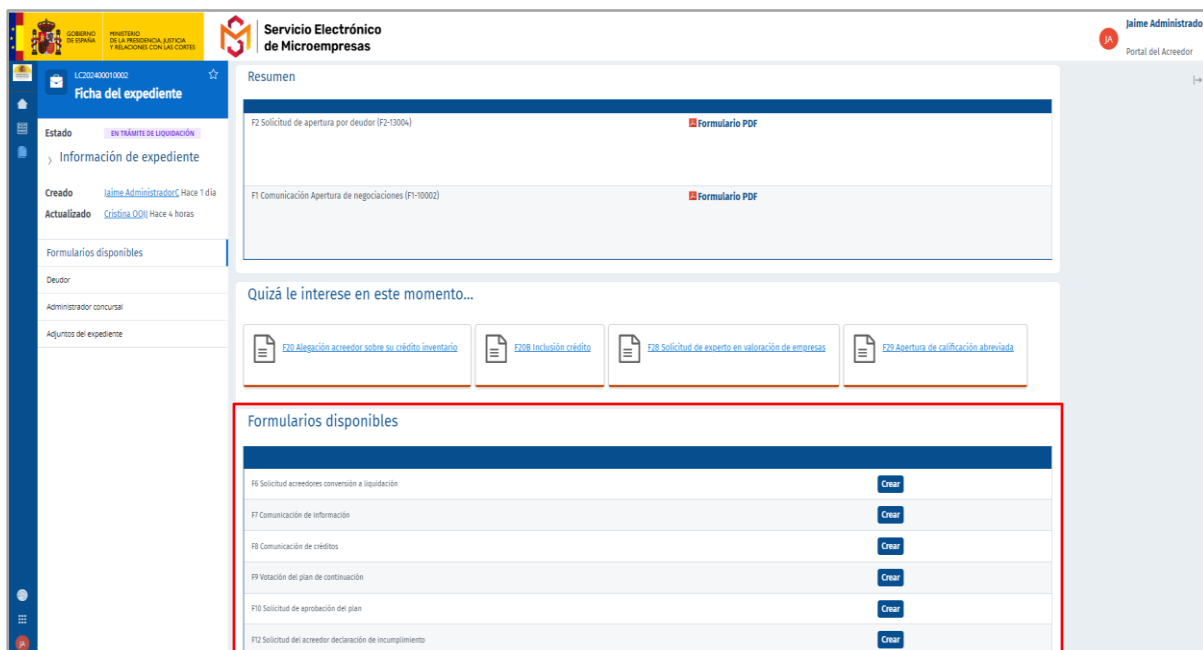 GOBIERNO
DE ESPAÑA
MINISTERIO
DE LA PRESIDENCIA, JUSTICIA
Y RELACIONES CON LAS CORTES
Servicio Electrónico
de Microempresas
JA
Jaime Administrado
Portal del Acreedor
LC202400010002
Ficha del expediente
Estado EN TRÁMITE DE LIQUIDACIÓN
Información de expediente
Creado Jaime AdministradorC Hace 1 día
Actualizado Cristina OOJJ Hace 4 horas
Formularios disponibles
Deudor
Administrador concursal
Adjuntos del expediente
JA
Resumen
F2 Solicitud de apertura por deudor (F2-13004) Formulario PDF
F1 Comunicación Apertura de negociaciones (F1-10002) Formulario PDF
Quizá le interese en este momento...
F20 Alegación acreedor sobre su crédito inventario
F20B Inclusión crédito
F28 Solicitud de experto en valoración de empresas
F29 Apertura de calificación abreviada
Formularios disponibles
F6 Solicitud acreedores conversión a liquidación Crear
F7 Comunicación de información Crear
F8 Comunicación de créditos Crear
F9 Votación del plan de continuación Crear
F10 Solicitud de aprobación del plan Crear
F12 Solicitud del acreedor declaración de incumplimiento Crear